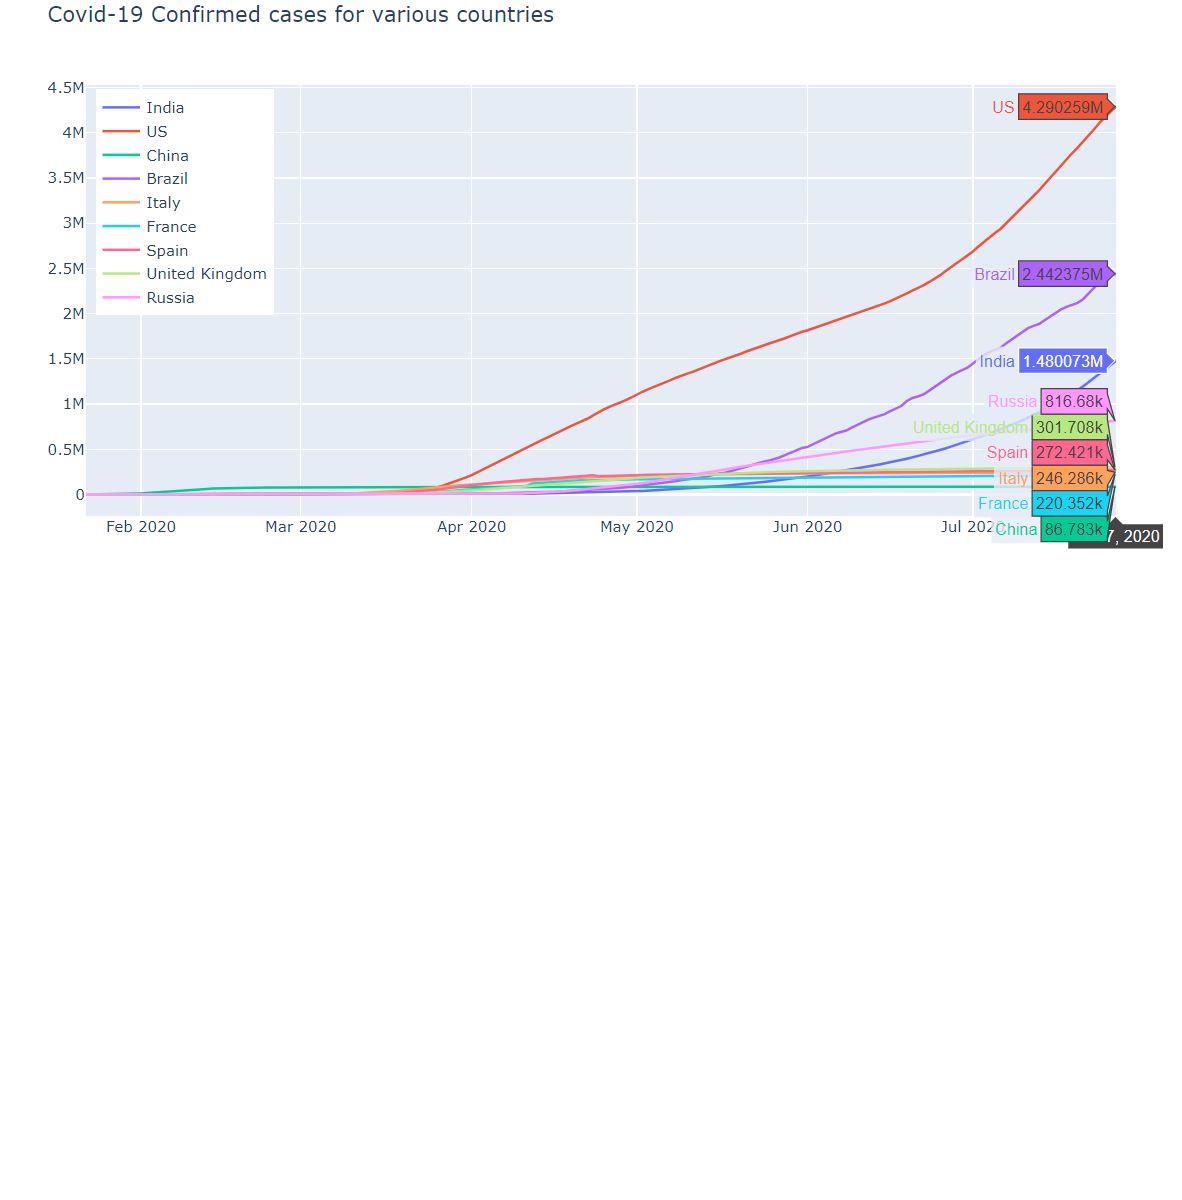 Covid-19 Confirmed cases for various countries
4.5M
4M
3.5M
3M
2.5M
2M
1.5M
1M
0.5M
0
India
US
China
Brazil
Italy
France
Spain
United Kingdom
Russia
US 4.290259M
Brazil 2.442375M
India 1.480073M
Russia 816.68k
United Kingdom 301.708k
Spain 272.421k
Italy 246.286k
France 220.352k
China 86.783k
Feb 2020 Mar 2020 Apr 2020 May 2020 Jun 2020 Jul 2020
7, 2020